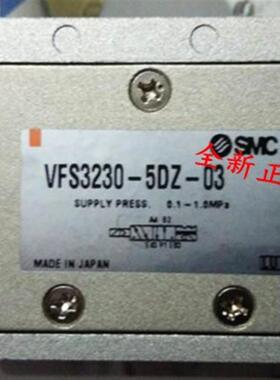 SMC
全新正
VFS3230-5DZ-03
SUPPLY PRESS. 0.1~1.0MPa
MADE IN JAPAN